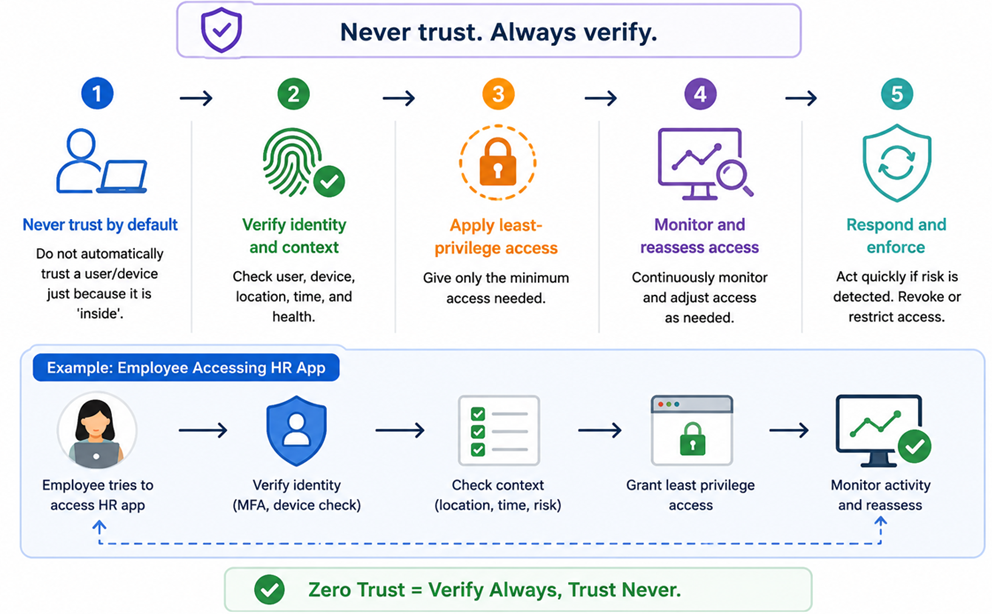 Never trust. Always verify.
1
2
3
4
5
Never trust by default
Do not automatically
trust a user/device
just because it is
'inside'.
Verify identity
and context
Check user, device,
location, time, and
health.
Apply least-
privilege access
Give only the minimum
access needed.
Monitor and
reassess access
Continuously monitor
and adjust access
as needed.
Respond and
enforce
Act quickly if risk is
detected. Revoke or
restrict access.
Example: Employee Accessing HR App
Employee tries to
access HR app
Verify identity
(MFA, device check)
Check context
(location, time, risk)
Grant least privilege
access
Monitor activity
and reassess
Zero Trust = Verify Always, Trust Never.